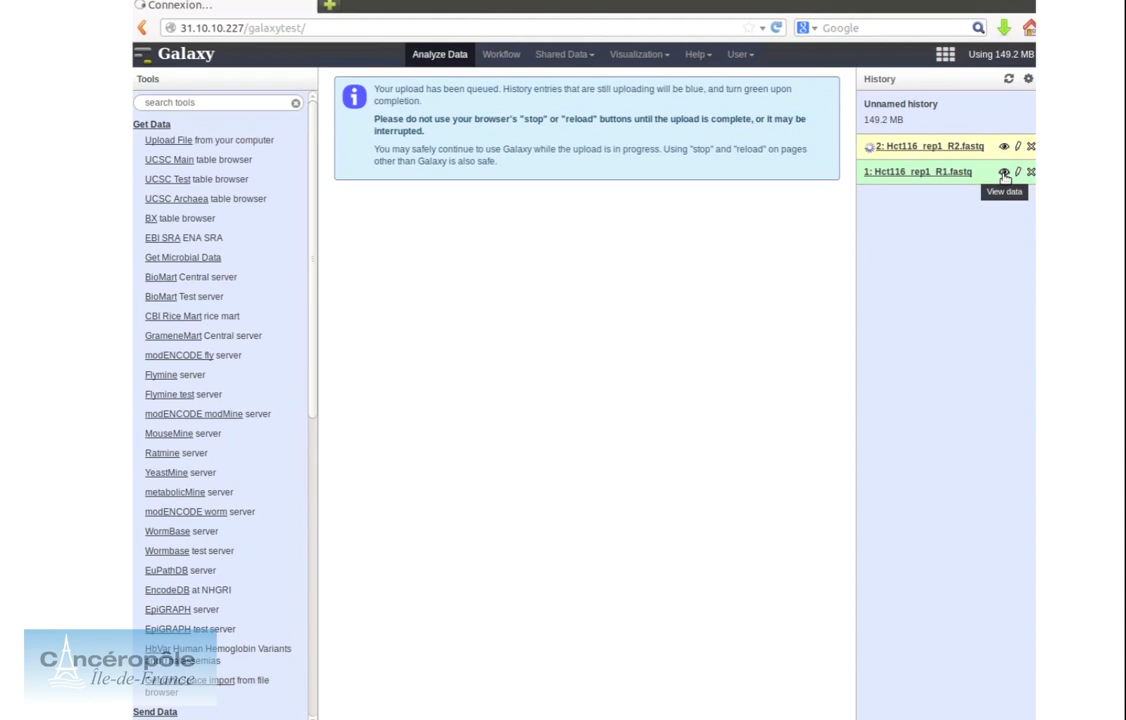 Connexion...
31.10.10.227/galaxytest/
Google
Galaxy
Analyze Data Workflow Shared Data Visualization Help User
Using 149.2 MB
Tools
search tools
Get Data
Upload File from your computer
UCSC Main table browser
UCSC Test table browser
UCSC Archaea table browser
BX table browser
EBI SRA ENA SRA
Get Microbial Data
BioMart Central server
BioMart Test server
CBI Rice Mart rice mart
GrameneMart Central server
modENCODE fly server
Flymine server
Flymine test server
modENCODE modMine server
MouseMine server
Ratmine server
YeastMine server
metabolicMine server
modENCODE worm server
WormBase server
Wormbase test server
EuPathDB server
EncodeDB at NHGRI
EpiGRAPH server
EpiGRAPH test server
HbVar Human Hemoglobin Variants
import from file
browser
Send Data
Your upload has been queued. History entries that are still uploading will be blue, and turn green upon
completion.
Please do not use your browser's "stop" or "reload" buttons until the upload is complete, or it may be
interrupted.
You may safely continue to use Galaxy while the upload is in progress. Using "stop" and "reload" on pages
other than Galaxy is also safe.
History
Unnamed history
149.2 MB
2: Hct116_rep1_R2.fastq
1: Hct116_rep1_R1.fastq
View data
Cancéropôle
Île-de-France